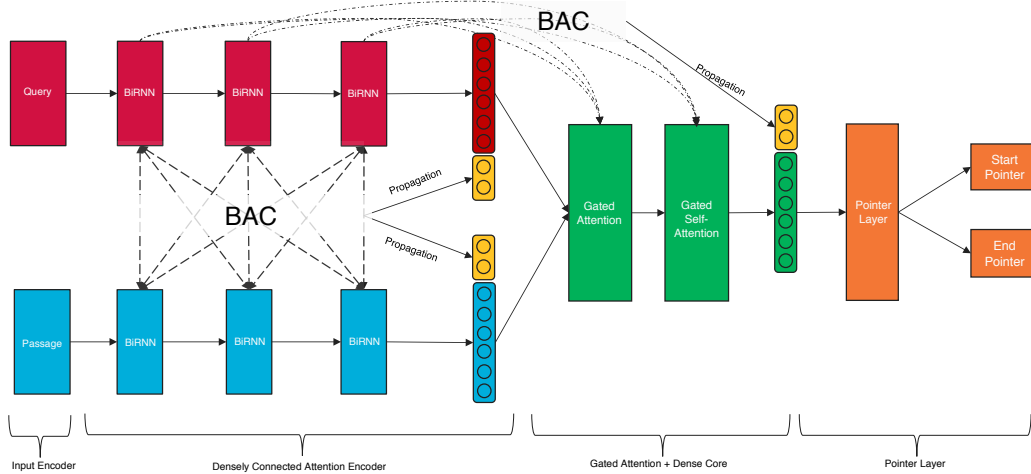 BAC
Query
BiRNN
BiRNN
BiRNN
Propagation
Propagation
BAC
Propagation
Gated
Attention
Gated
Self-
Attention
Pointer
Layer
Start
Pointer
End
Pointer
Passage
BiRNN
BiRNN
BiRNN
Input Encoder
Densely Connected Attention Encoder
Gated Attention + Dense Core
Pointer Layer